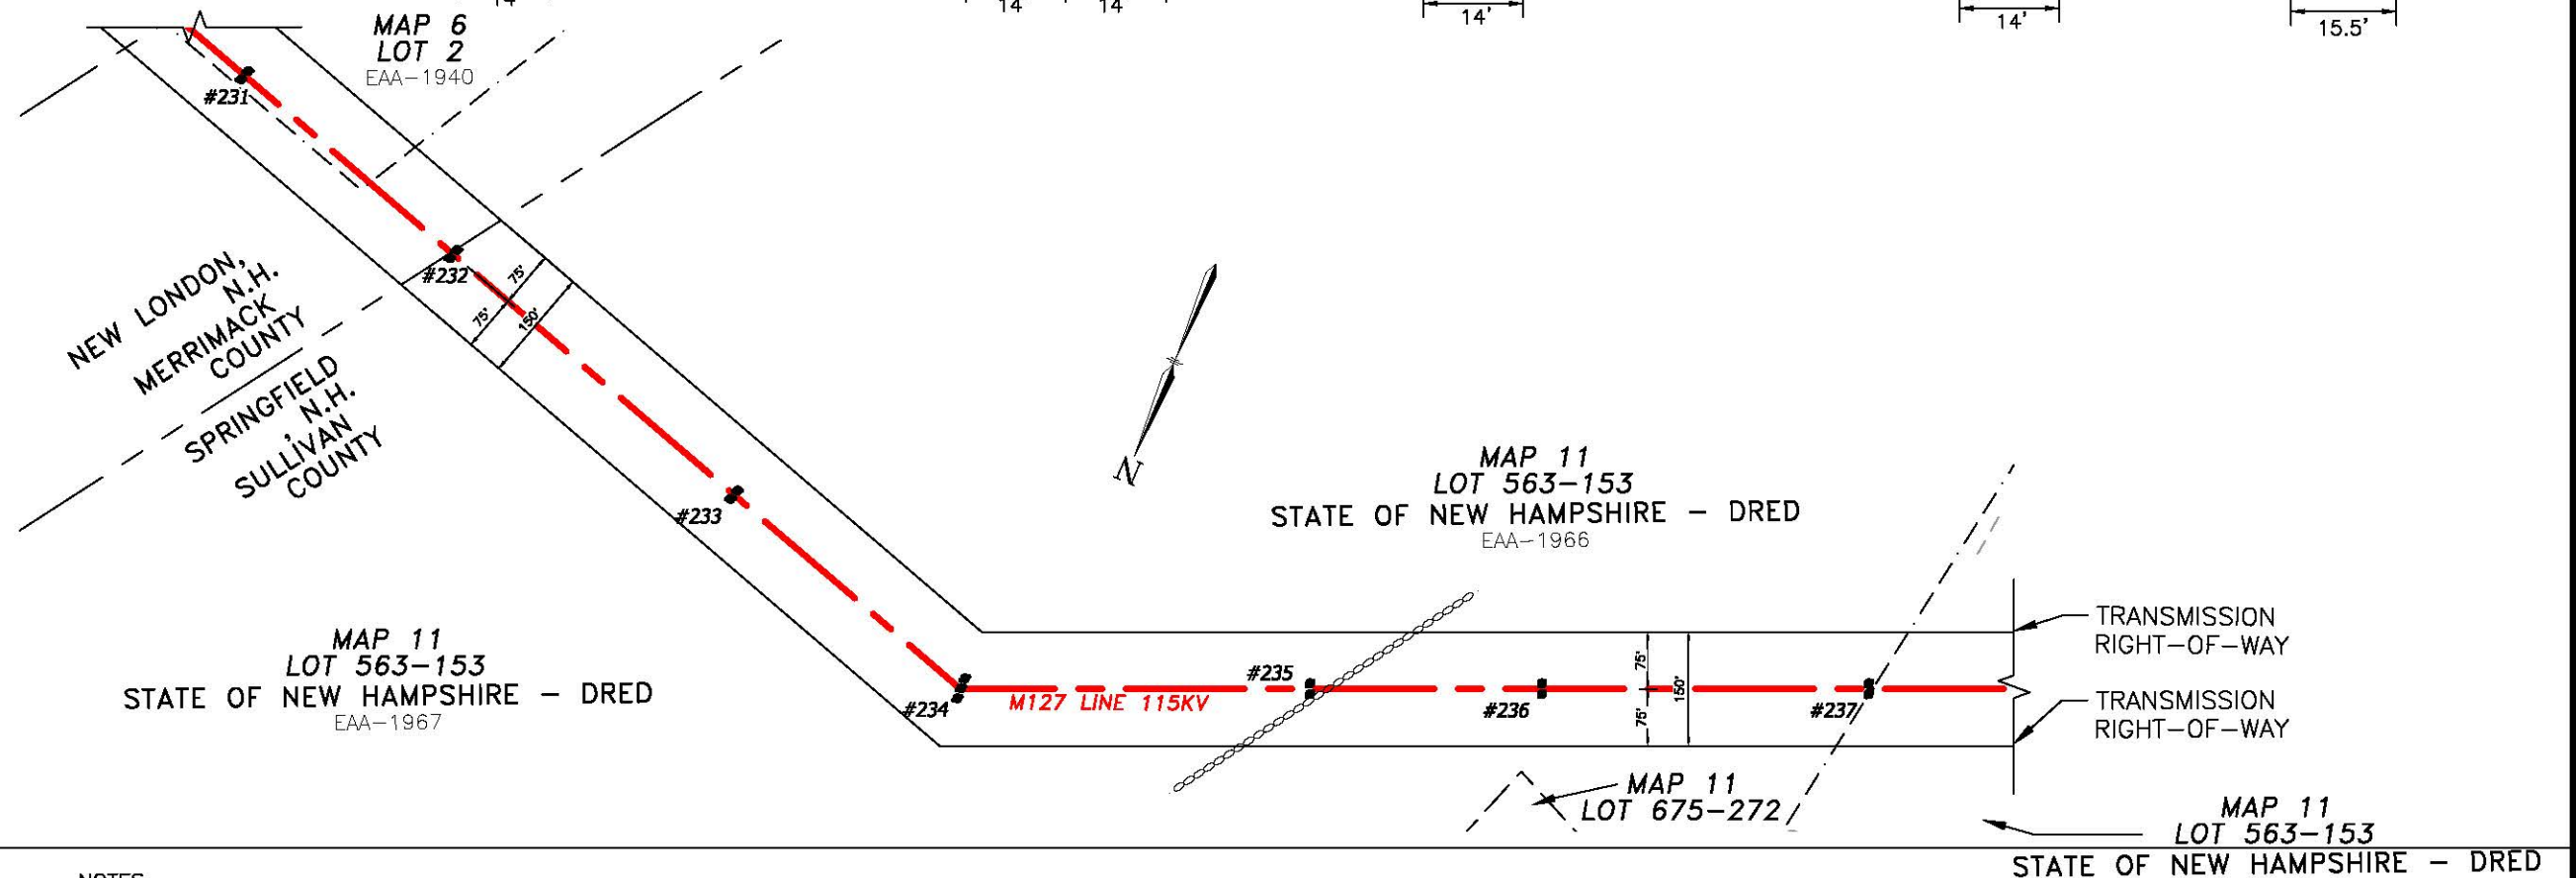 14'
14'
14'
14'
14'
15.5'
MAP 6
LOT 2
EAA-1940
#231
#232
75'
75'
150'
NEW LONDON,
N.H.
MERRIMACK
COUNTY
SPRINGFIELD
, N.H.
SULLIVAN
COUNTY
#233
N
MAP 11
LOT 563-153
STATE OF NEW HAMPSHIRE - DRED
EAA-1966
MAP 11
LOT 563-153
STATE OF NEW HAMPSHIRE - DRED
EAA-1967
#234
M127 LINE 115KV
#235
#236
75'
75'
150'
#237
TRANSMISSION
RIGHT-OF-WAY
TRANSMISSION
RIGHT-OF-WAY
MAP 11
LOT 675-272
MAP 11
LOT 563-153
STATE OF NEW HAMPSHIRE - DRED
NOTES